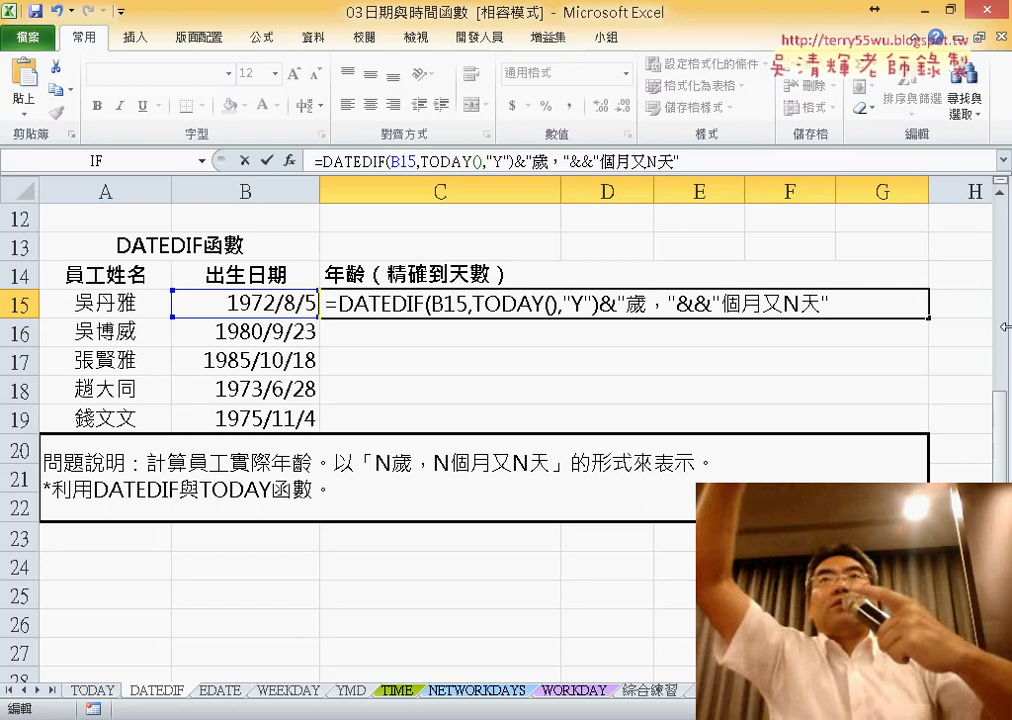 03日期與時間函數 [相容模式] - Microsoft Excel
檔案 常用 插入 版面配置 公式 資料 校閱 檢視 開發人員 增益集 小組
http://terry55wu.blogspot.tw
吳清輝老師錄製
貼上 12 通用格式 設定格式化的條件 格式化為表格 儲存格樣式 刪除 格式 排序與篩選 尋找與選取
剪貼簿 字型 對齊方式 數值 樣式 儲存格 編輯
IF =DATEDIF(B15,TODAY(),"Y")&"歲，"&&"個月又N天"
A B C D E F G H
12
13 DATEDIF函數
14 員工姓名 出生日期 年齡（精確到天數）
15 吳丹雅 1972/8/5 =DATEDIF(B15,TODAY(),"Y")&"歲，"&&"個月又N天"
16 吳博威 1980/9/23
17 張賢雅 1985/10/18
18 趙大同 1973/6/28
19 錢文文 1975/11/4
20
問題說明：計算員工實際年齡。以「N歲，N個月又N天」的形式來表示。
21
*利用DATEDIF與TODAY函數。
22
23
24
25
26
27
28
TODAY DATEDIF EDATE WEEKDAY YMD TIME NETWORKDAYS WORKDAY 綜合練習
編輯